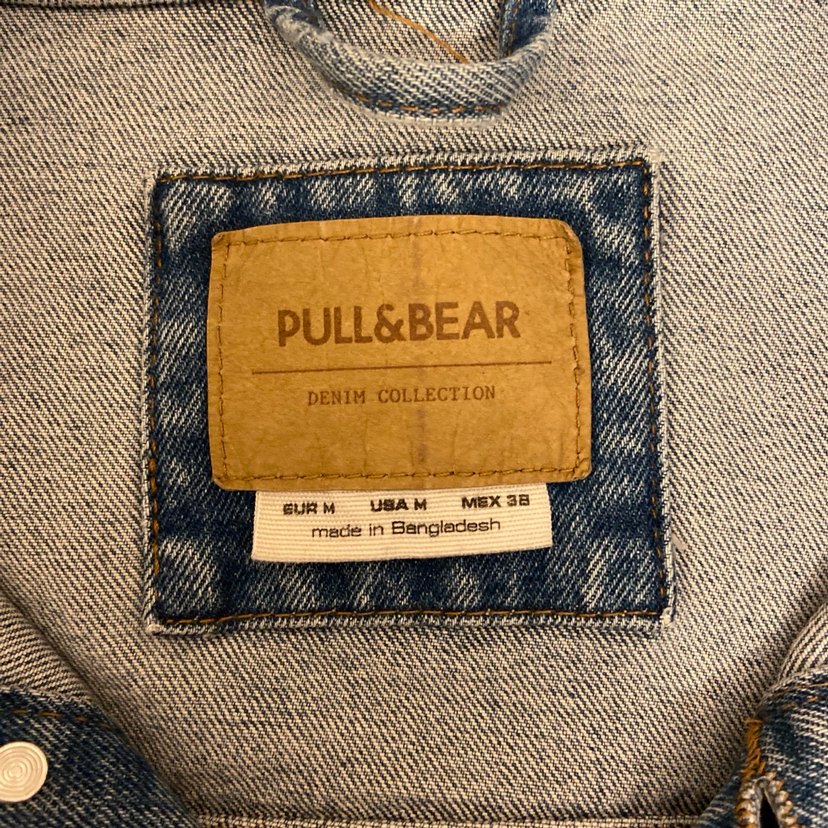 PULL&BEAR
DENIM COLLECTION
EUR M USA M MEX 38
made in Bangladesh